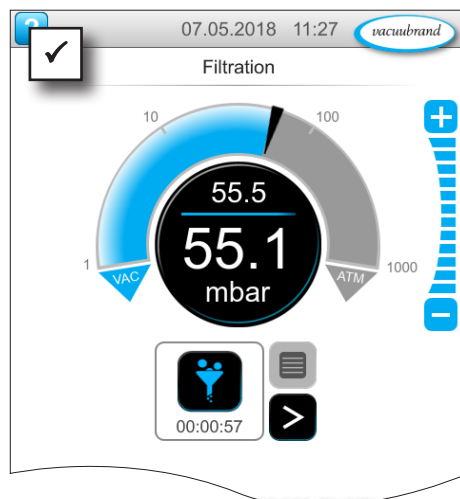 ?
07.05.2018 11:27
vacuubrand
✓
Filtration
10
100
+
55.5
55.1
mbar
1
VAC
ATM
1000
−
00:00:57
>